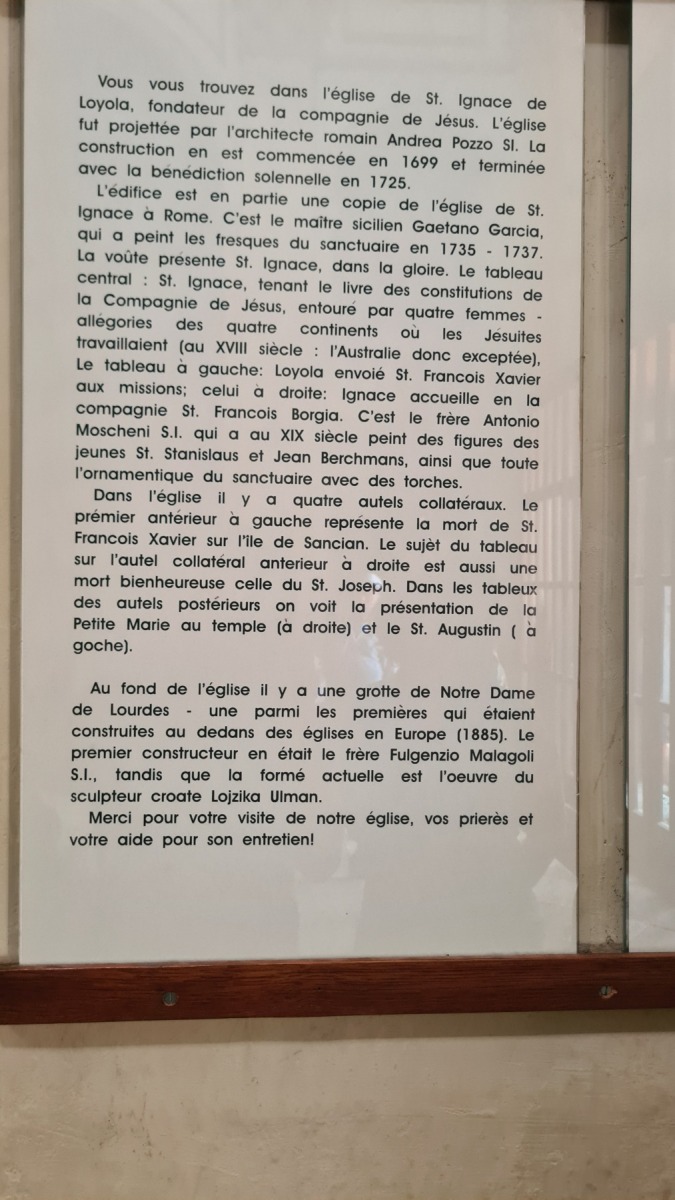 Vous vous trouvez dans l'église de St. Ignace de
Loyola, fondateur de la compagnie de Jésus. L'église
fut projettée par l'architecte romain Andrea Pozzo SI. La
construction en est commencée en 1699 et terminée
avec la bénédiction solennelle en 1725.
L'édifice est en partie une copie de l'église de St.
Ignace à Rome. C'est le maître sicilien Gaetano Garcia,
qui a peint les fresques du sanctuaire en 1735 - 1737.
La voûte présente St. Ignace, dans la gloire. Le tableau
central : St. Ignace, tenant le livre des constitutions de
la Compagnie de Jésus, entouré par quatre femmes -
allégories des quatre continents où les Jésuites
travaillaient (au XVIII siècle : l'Australie donc exceptée),
Le tableau à gauche: Loyola envoié St. Francois Xavier
aux missions; celui à droite: Ignace accueille en la
compagnie St. Francois Borgia. C'est le frère Antonio
Moscheni S.I. qui a au XIX siècle peint des figures des
jeunes St. Stanislaus et Jean Berchmans, ainsi que toute
l'ornamentique du sanctuaire avec des torches.
Dans l'église il y a quatre autels collatéraux. Le
prémier antérieur à gauche représente la mort de St.
Francois Xavier sur l'île de Sancian. Le sujèt du tableau
sur l'autel collatéral anterieur à droite est aussi une
mort bienheureuse celle du St. Joseph. Dans les tableux
des autels postérieurs on voit la présentation de la
Petite Marie au temple (à droite) et le St. Augustin ( à
goche).
Au fond de l'église il y a une grotte de Notre Dame
de Lourdes - une parmi les premières qui étaient
construites au dedans des églises en Europe (1885). Le
premier constructeur en était le frère Fulgenzio Malagoli
S.I., tandis que la formé actuelle est l'oeuvre du
sculpteur croate Lojzika Ulman.
Merci pour votre visite de notre église, vos prierès et
votre aide pour son entretien!